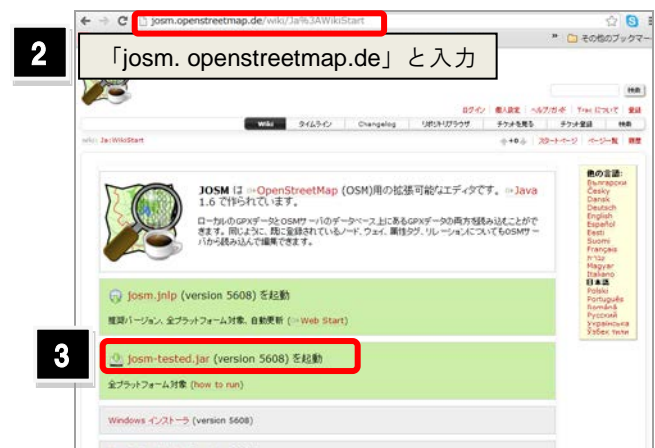 josm.openstreetmap.de/wiki/Ja%3AWikiStart
その他のブックマー
2
「josm. openstreetmap.de」と入力
検索
ログイン 個人設定 ヘルプ/ガイド Trac について 登録
Wiki タイムライン Changelog リポジトリブラウザ チケットを見る チケット登録 検索
wiki: Ja:WikiStart
スタートページ ページ一覧 履歴
JOSM は OpenStreetMap (OSM)用の拡張可能なエディタです。 Java
1.6 で作られています。
ローカルのGPXデータとOSMサーバのデータベース上にあるGPXデータの両方を読み込むことがで
きます。同じように、既に登録されているノード、ウェイ、属性タグ、リレーションについてもOSMサー
バから読み込んで編集できます。
他の言語:
Български
Česky
Dansk
Deutsch
English
Español
Eesti
Suomi
Français
עברית
Magyar
Italiano
日本語
Polski
Português
Română
Русский
Українська
Ўзбек тили
josm.jnlp (version 5608) を起動
推奨バージョン、全プラットフォーム対象、自動更新 (Web Start)
3
josm-tested.jar (version 5608) を起動
全プラットフォーム対象 (how to run)
Windows インストーラ (version 5608)